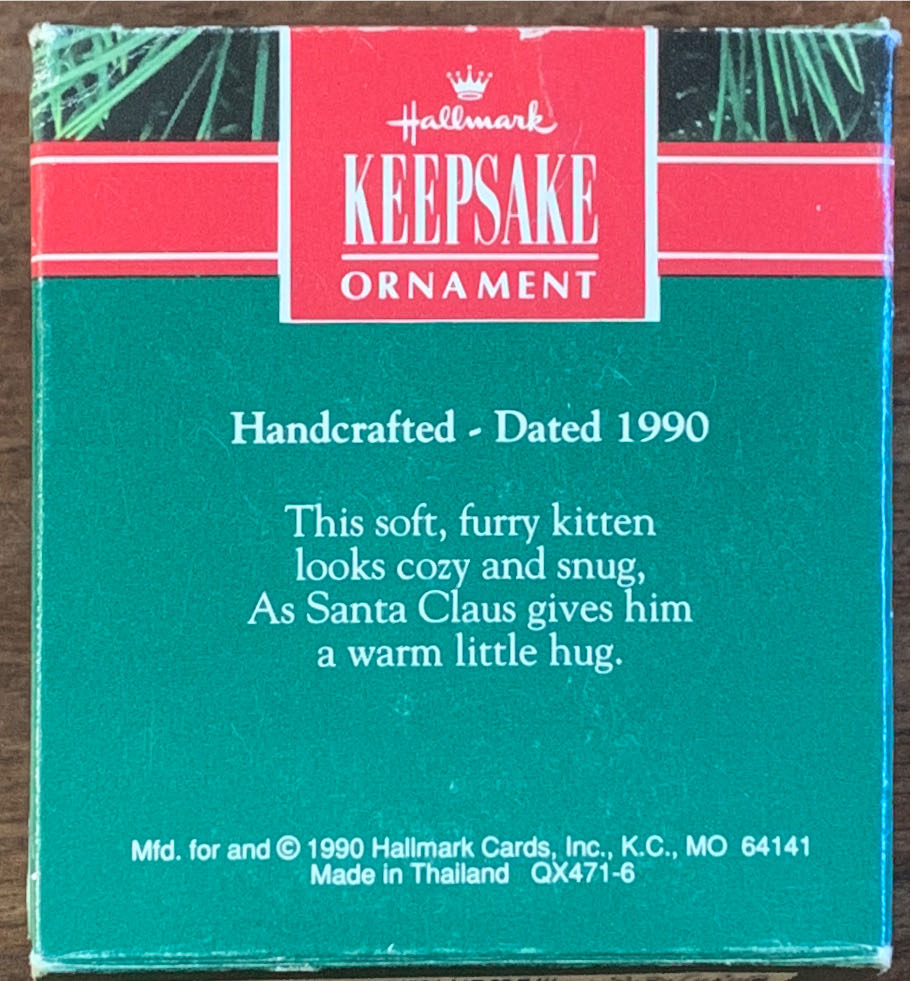 Hallmark
KEEPSAKE
ORNAMENT
Handcrafted - Dated 1990
This soft, furry kitten
looks cozy and snug,
As Santa Claus gives him
a warm little hug.
Mfd. for and © 1990 Hallmark Cards, Inc., K.C., MO 64141
Made in Thailand QX471-6